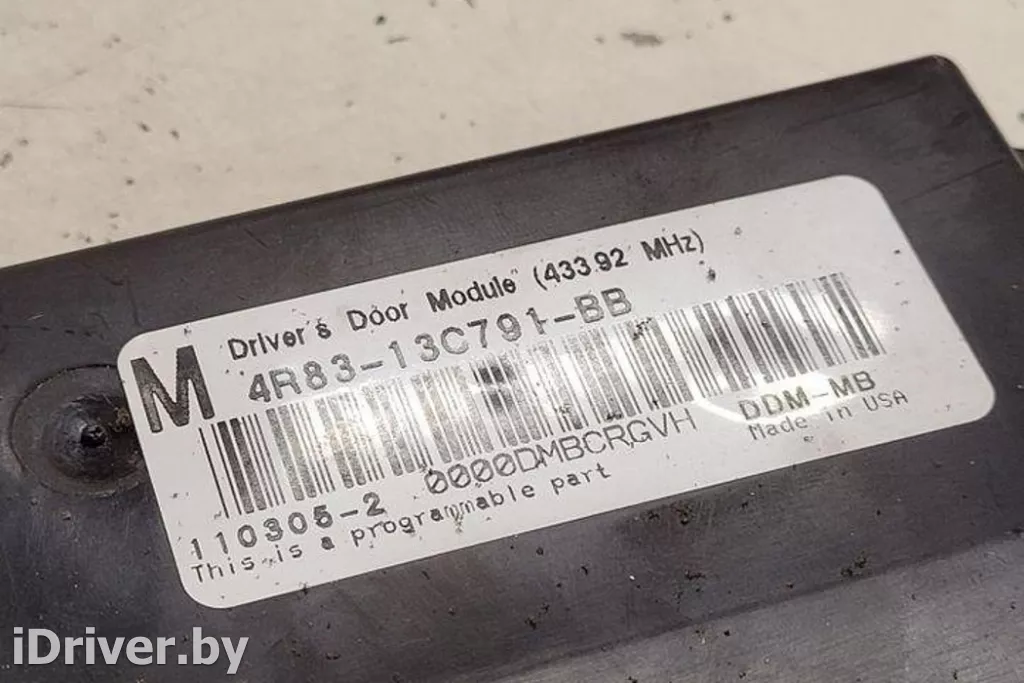 Driver's Door Module (433.92 MHz)
M
4R83-13C791-BB
110305-2 0000DMBCRGVH DDM-MB
Made in USA
This is a programmable part
iDriver.by